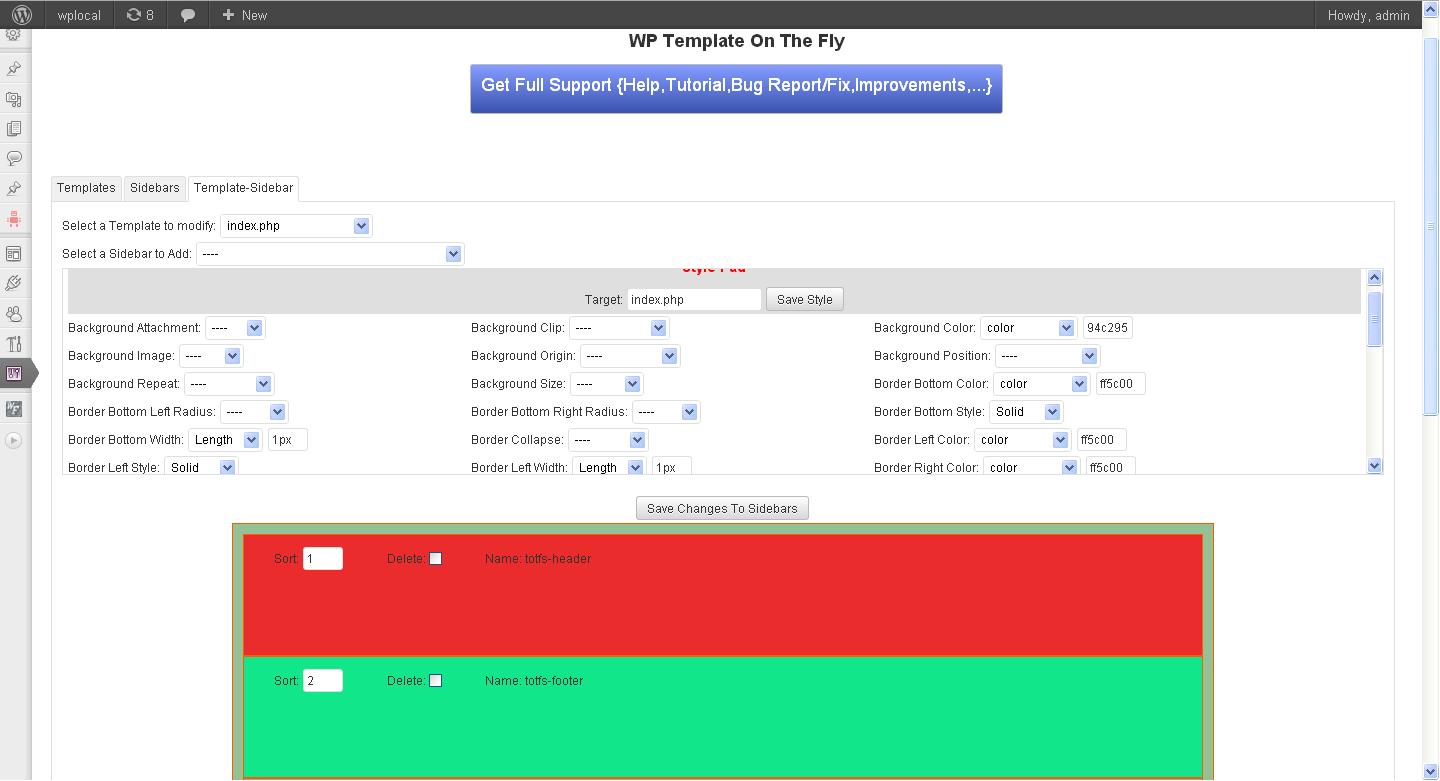 wplocal 8 + New Howdy, admin
WP Template On The Fly
Get Full Support {Help,Tutorial,Bug Report/Fix,Improvements,...}
Templates Sidebars Template-Sidebar
Select a Template to modify: index.php
Select a Sidebar to Add: ----
Style Pad
Target: index.php Save Style
Background Attachment: ---- Background Clip: ---- Background Color: color 94c295
Background Image: ---- Background Origin: ---- Background Position: ----
Background Repeat: ---- Background Size: ---- Border Bottom Color: color ff5c00
Border Bottom Left Radius: ---- Border Bottom Right Radius: ---- Border Bottom Style: Solid
Border Bottom Width: Length 1px Border Collapse: ---- Border Left Color: color ff5c00
Border Left Style: Solid Border Left Width: Length 1px Border Right Color: color ff5c00
Save Changes To Sidebars
Sort: 1 Delete: Name: totfs-header
Sort: 2 Delete: Name: totfs-footer